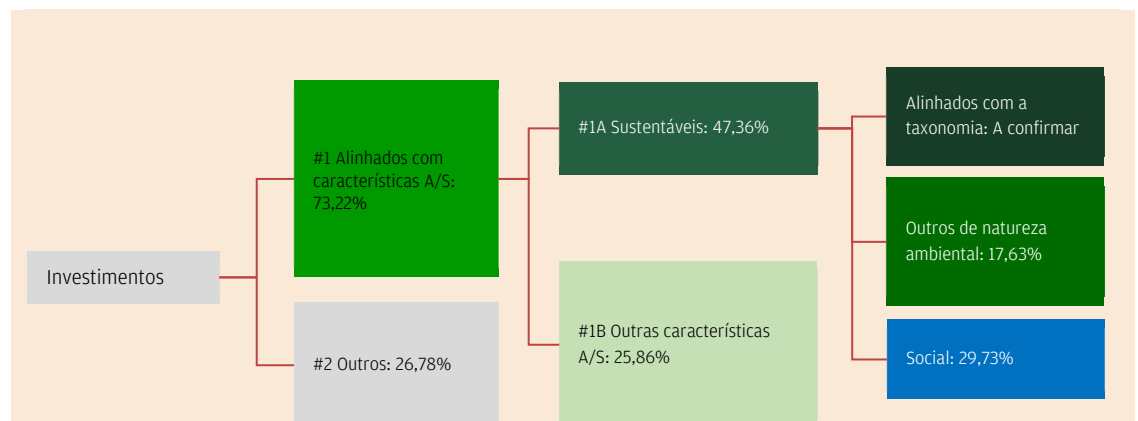 Investimentos
#1 Alinhados com
características A/S:
73,22%
#2 Outros: 26,78%
#1A Sustentáveis: 47,36%
#1B Outras características
A/S: 25,86%
Alinhados com a
taxonomia: A confirmar
Outros de natureza
ambiental: 17,63%
Social: 29,73%